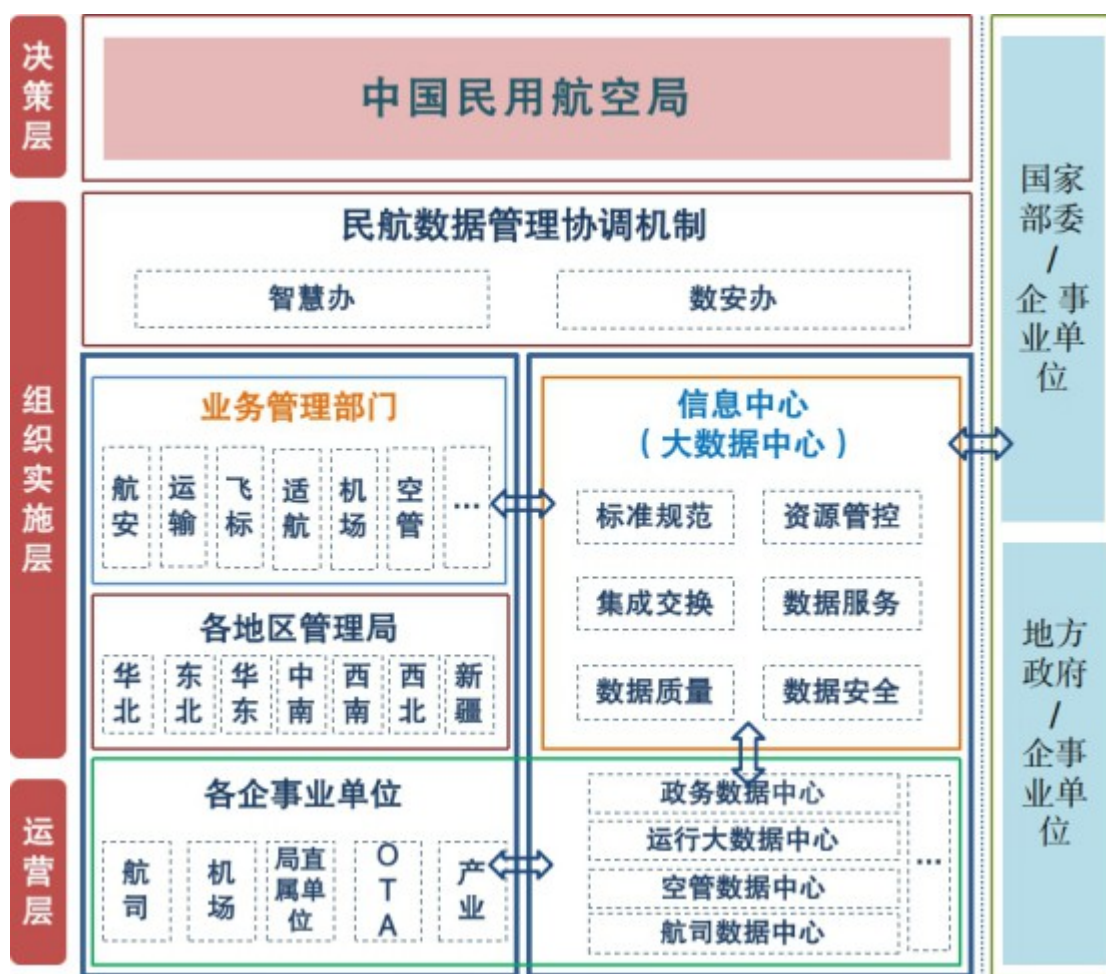 决策层
中国民用航空局
组织实施层
民航数据管理协调机制
智慧办
数安办
业务管理部门
航安
运输
飞标
适航
机场
空管
...
各地区管理局
华北
东北
华东
中南
西南
西北
新疆
信息中心
（大数据中心）
标准规范
资源管控
集成交换
数据服务
数据质量
数据安全
运营层
各企事业单位
航司
机场
局直属单位
OTA
产业
政务数据中心
运行大数据中心
空管数据中心
航司数据中心
...
国家
部委
/
企 事
业单
位
地方
政府
/
企事
业单
位